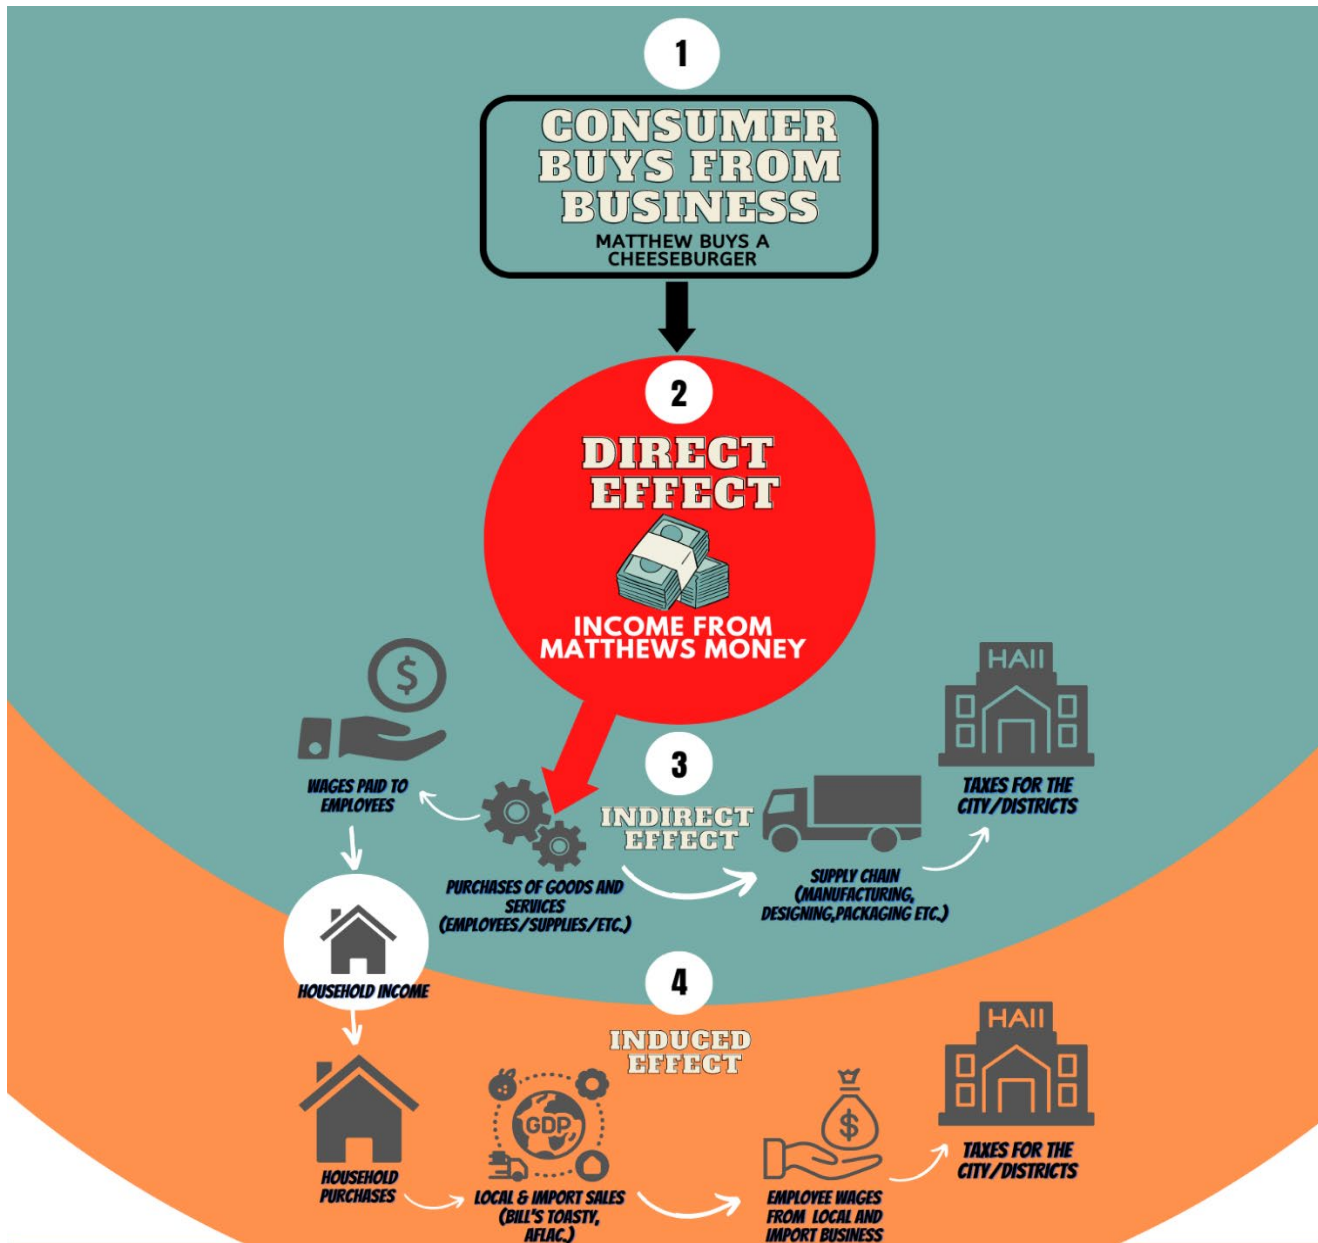 1
CONSUMER
BUYS FROM
BUSINESS
MATTHEW BUYS A
CHEESEBURGER
2
DIRECT
EFFECT
INCOME FROM
MATTHEWS MONEY
$
WAGES PAID TO
EMPLOYEES
3
INDIRECT
EFFECT
PURCHASES OF GOODS AND
SERVICES
(EMPLOYEES/SUPPLIES/ETC.)
SUPPLY CHAIN
(MANUFACTURING,
DESIGNING,PACKAGING ETC.)
HAII
TAXES FOR THE
CITY/DISTRICTS
HOUSEHOLD INCOME
4
INDUCED
EFFECT
HOUSEHOLD
PURCHASES
GDP
LOCAL & IMPORT SALES
(BILL'S TOASTY,
AFLAC,)
$
EMPLOYEE WAGES
FROM LOCAL AND
IMPORT BUSINESS
HAII
TAXES FOR THE
CITY/DISTRICTS